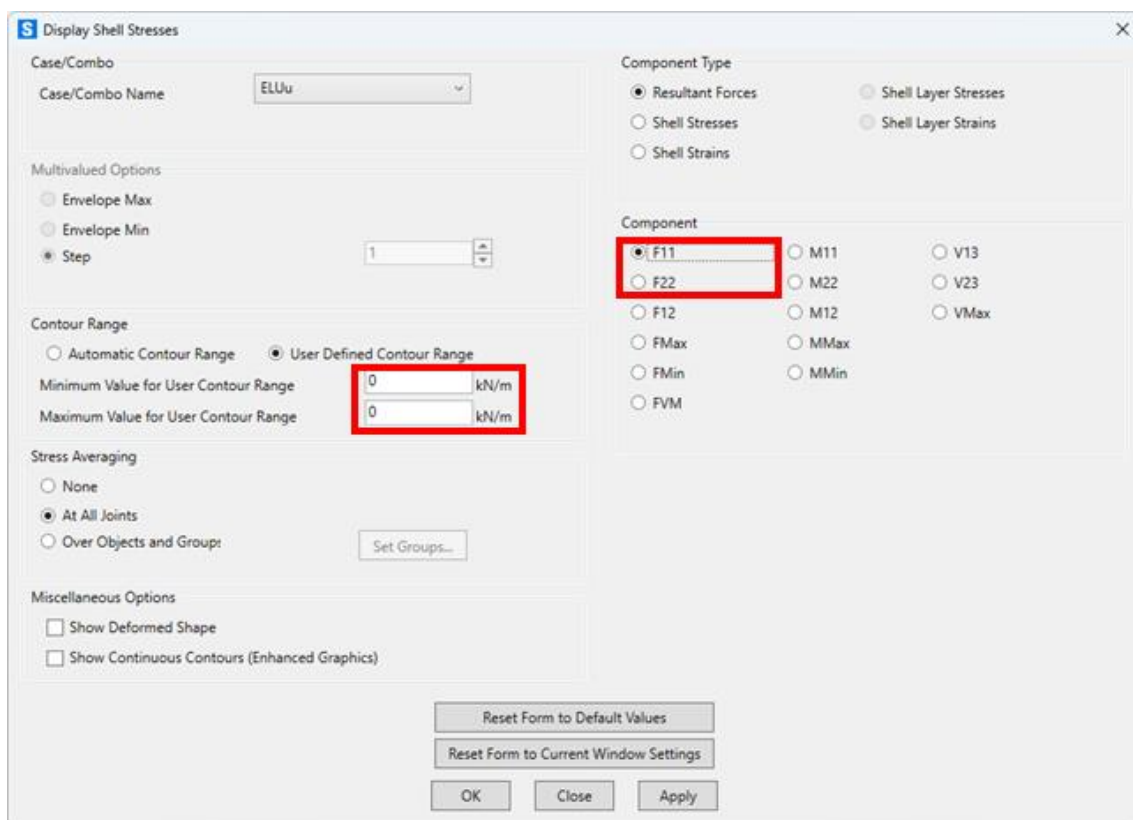 S Display Shell Stresses
Case/Combo
Case/Combo Name ELUu
Multivalued Options
Envelope Max
Envelope Min
Step 1
Contour Range
Automatic Contour Range User Defined Contour Range
Minimum Value for User Contour Range 0 kN/m
Maximum Value for User Contour Range 0 kN/m
Stress Averaging
None
At All Joints
Over Objects and Groups Set Groups...
Miscellaneous Options
Show Deformed Shape
Show Continuous Contours (Enhanced Graphics)
Component Type
Resultant Forces Shell Layer Stresses
Shell Stresses Shell Layer Strains
Shell Strains
Component
F11 M11 V13
F22 M22 V23
F12 M12 VMax
FMax MMax
FMin MMin
FVM
Reset Form to Default Values
Reset Form to Current Window Settings
OK Close Apply